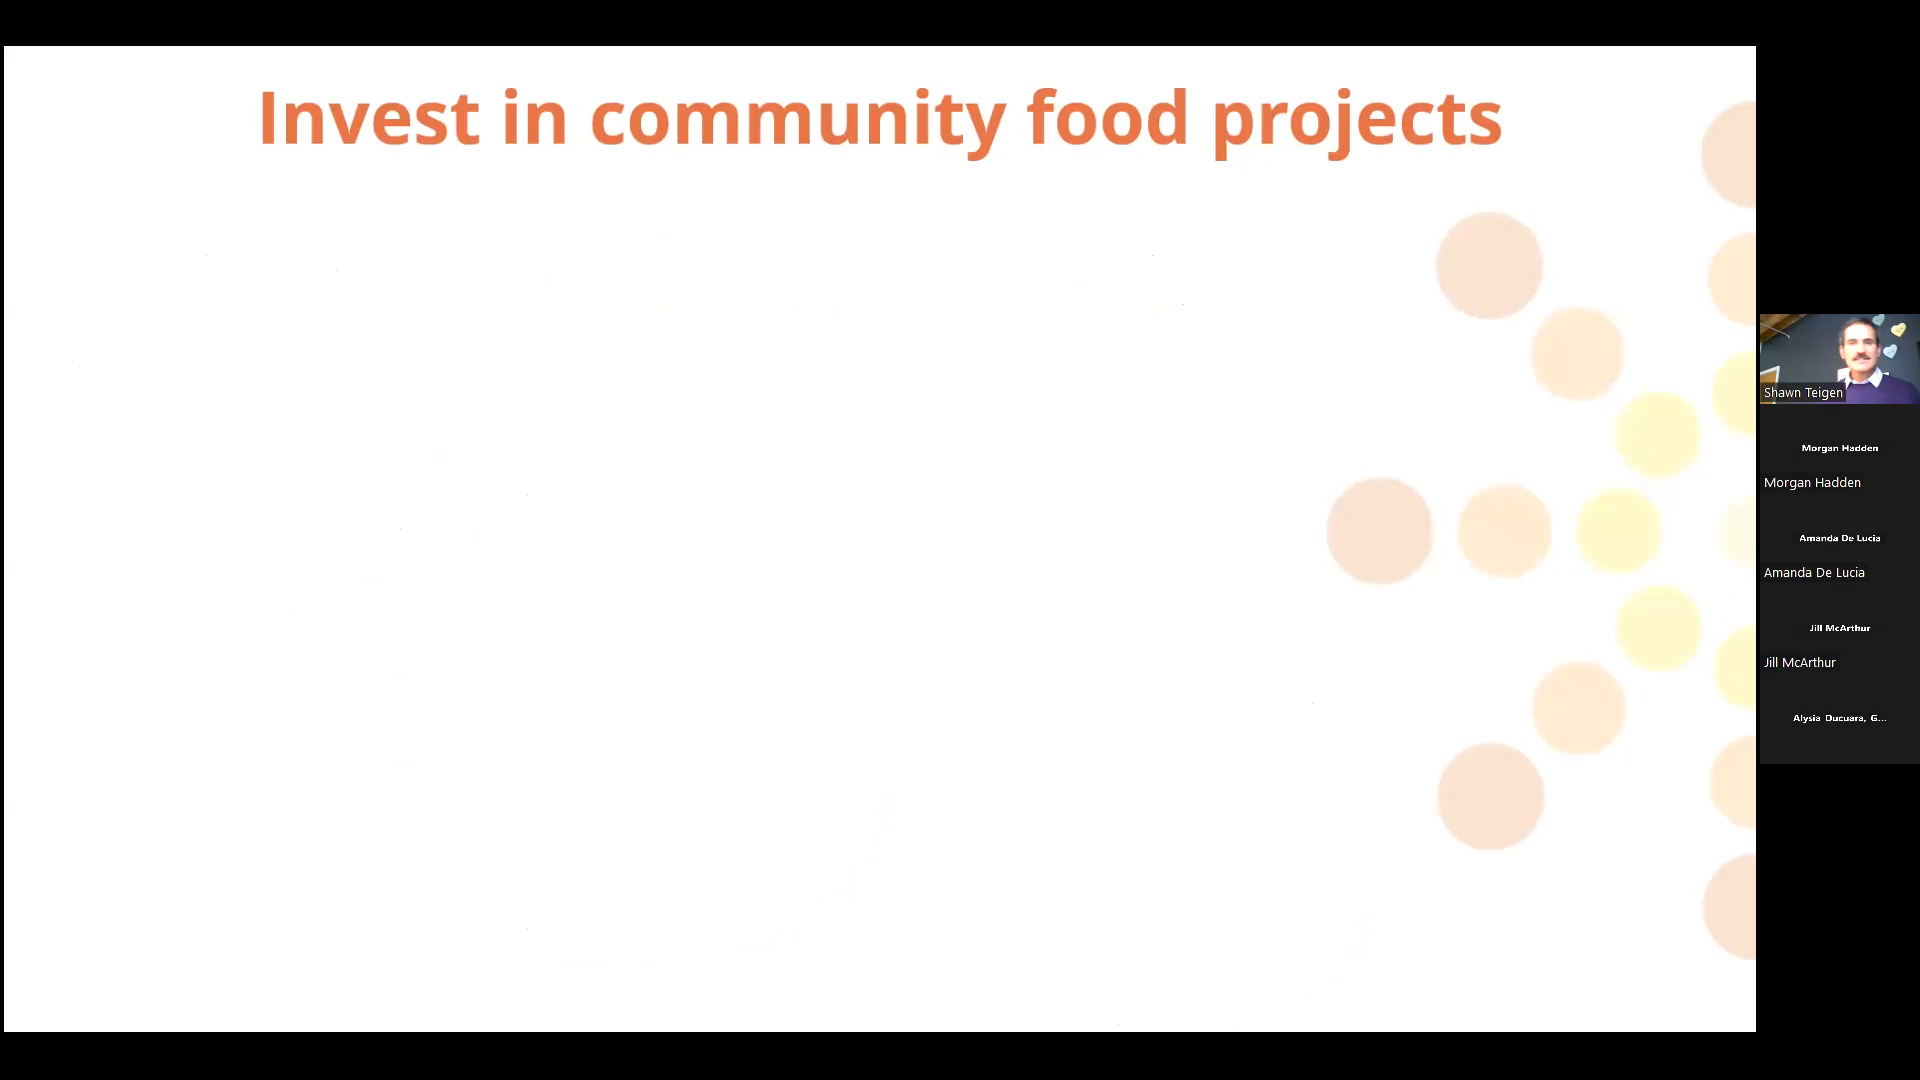 Invest in community food projects
Shawn Teigen
Morgan Hadden
Morgan Hadden
Amanda De Lucia
Amanda De Lucia
Jill McArthur
Jill McArthur
Alysia Ducuara, G...